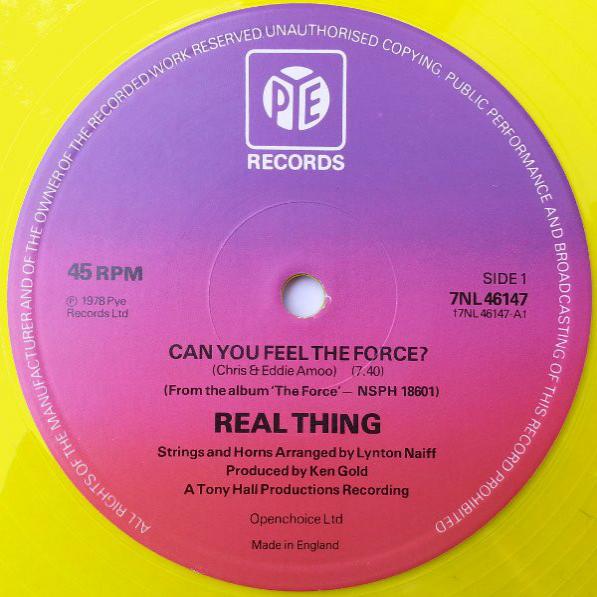 ALL RIGHTS OF THE MANUFACTURER AND OF THE OWNER OF THE RECORDED WORK RESERVED. UNAUTHORISED COPYING, PUBLIC PERFORMANCE AND BROADCASTING OF THIS RECORD PROHIBITED
PYE
RECORDS
45 RPM
SIDE 1
7NL 46147
17NL 46147-A1
℗ 1978 Pye
Records Ltd
CAN YOU FEEL THE FORCE?
(Chris & Eddie Amoo) (7.40)
(From the album 'The Force' – NSPH 18601)
REAL THING
Strings and Horns Arranged by Lynton Naiff
Produced by Ken Gold
A Tony Hall Productions Recording
Openchoice Ltd
Made in England